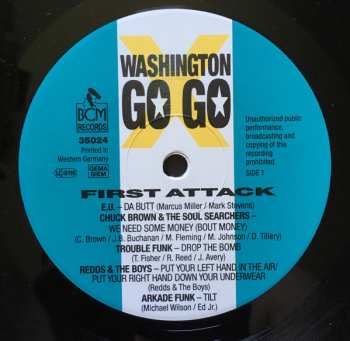 WASHINGTON
GO GO
BCM
RECORDS
35024
Printed in
Western Germany
GEMA
BIEM
Unauthorized public
performance,
broadcasting and
copying of this
recording
prohibited.
SIDE 1
FIRST ATTACK
E.U. – DA BUTT (Marcus Miller / Mark Stevens)
CHUCK BROWN & THE SOUL SEARCHERS –
WE NEED SOME MONEY (BOUT MONEY)
(C. Brown / J.B. Buchanan / M. Fleming / M. Johnson / D. Tillery)
TROUBLE FUNK – DROP THE BOMB
(T. Fisher / R. Reed / J. Avery)
REDDS & THE BOYS – PUT YOUR LEFT HAND IN THE AIR/
PUT YOUR RIGHT HAND DOWN YOUR UNDERWEAR
(Redds & The Boys)
ARKADE FUNK – TILT
(Michael Wilson / Ed Jr.)